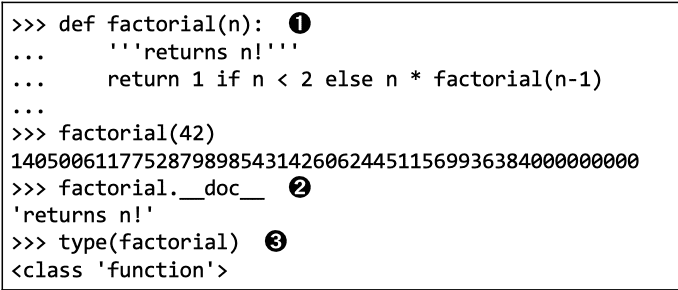 >>> def factorial(n): ❶
...     '''returns n!'''
...     return 1 if n < 2 else n * factorial(n-1)
...
>>> factorial(42)
1405006117752879898543142606244511569936384000000000
>>> factorial.__doc__ ❷
'returns n!'
>>> type(factorial) ❸
<class 'function'>